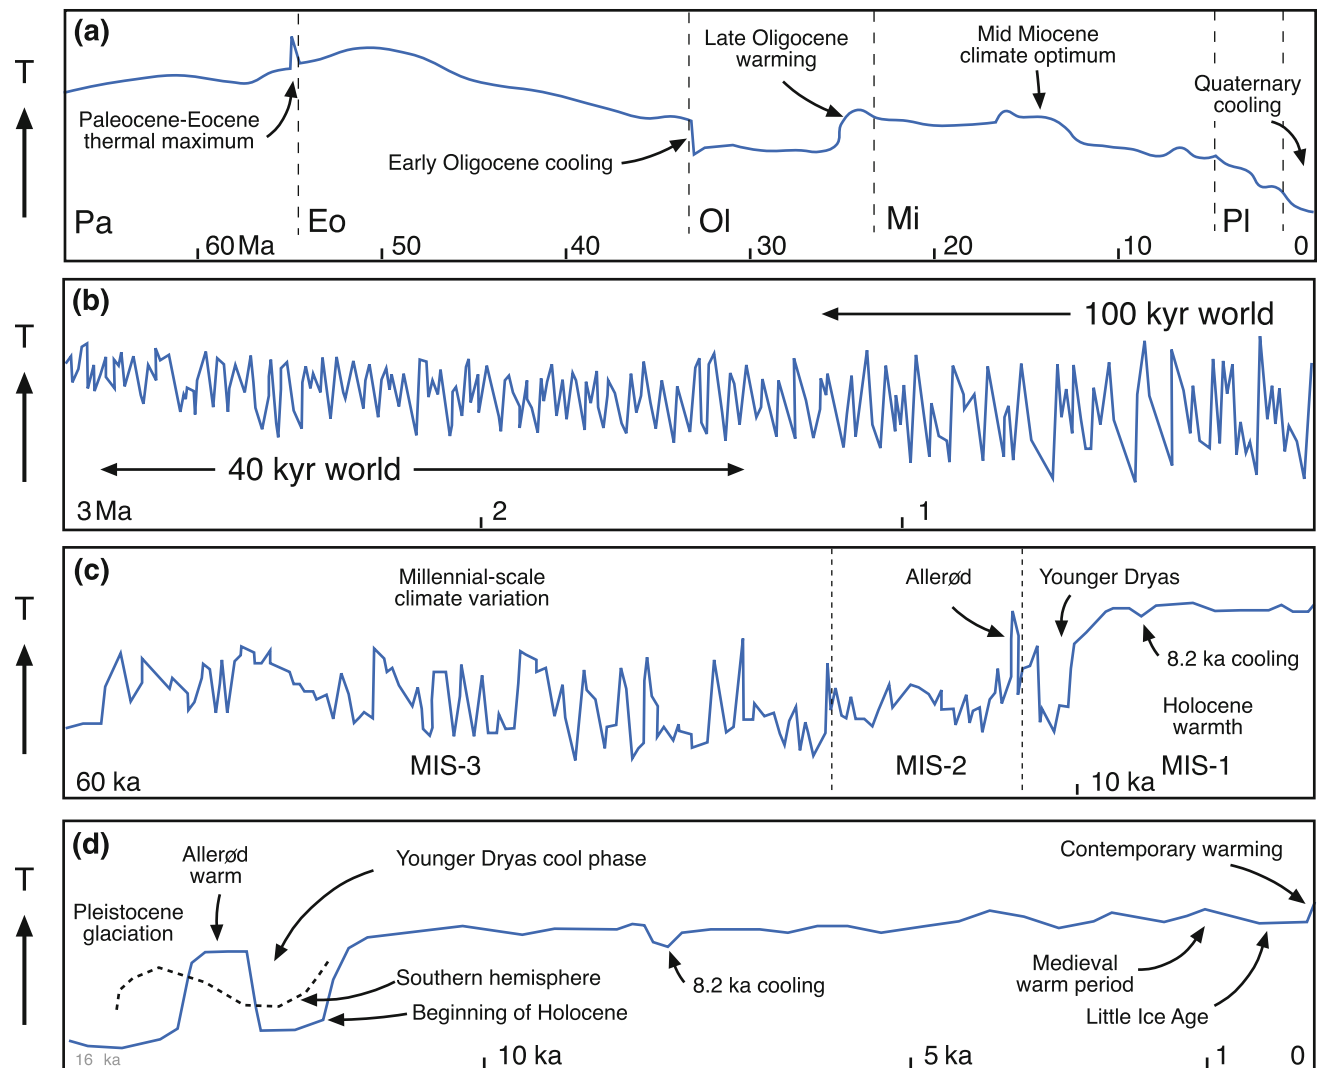 (a)
T
Paleocene-Eocene
thermal maximum
Early Oligocene cooling
Late Oligocene
warming
Mid Miocene
climate optimum
Quaternary
cooling
Pa
Eo
Ol
Mi
Pl
60 Ma
50
40
30
20
10
0
(b)
T
100 kyr world
40 kyr world
3 Ma
2
1
(c)
T
Millennial-scale
climate variation
Allerød
Younger Dryas
8.2 ka cooling
Holocene
warmth
MIS-3
MIS-2
MIS-1
60 ka
10 ka
(d)
T
Allerød
warm
Younger Dryas cool phase
Contemporary warming
Pleistocene
glaciation
Southern hemisphere
8.2 ka cooling
Medieval
warm period
Beginning of Holocene
Little Ice Age
16 ka
10 ka
5 ka
1
0